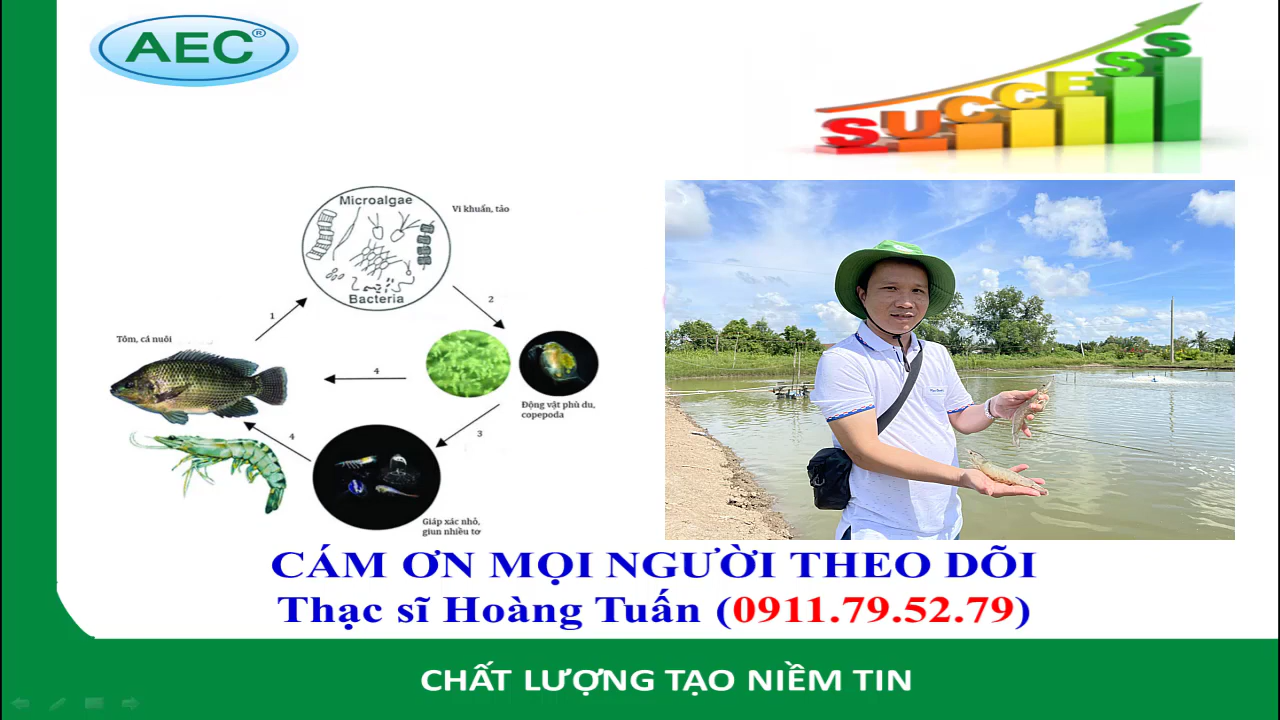 AEC®
SUCCESS
Microalgae
Vi khuẩn, tảo
Bacteria
1
2
Tôm, cá nuôi
4
Động vật phù du,
copepoda
3
4
Giáp xác nhỏ,
giun nhiều tơ
CÁM ƠN MỌI NGƯỜI THEO DÕI
Thạc sĩ Hoàng Tuấn (0911.79.52.79)
CHẤT LƯỢNG TẠO NIỀM TIN